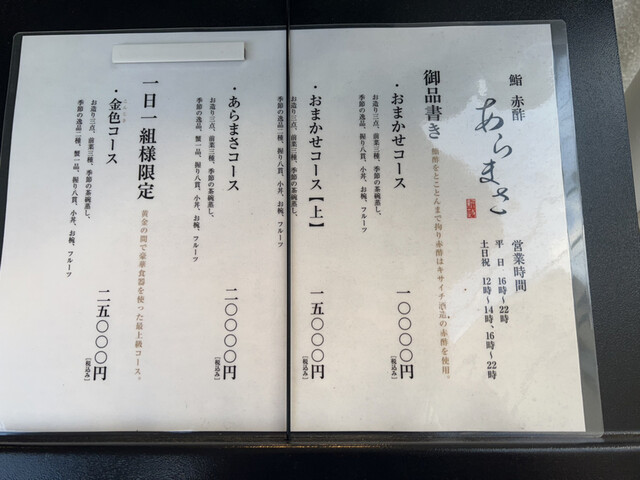 鮨 赤酢
あらまさ
営業時間
平 日 16時〜22時
土日祝 12時〜14時、16時〜22時
御品書き
鮨酢をとことんまで拘り赤酢はキサイチ酒造の赤酢を使用。
・おまかせコース
お造り三点、前菜三種、季節の茶碗蒸し、
季節の逸品、握り八貫、小丼、お椀、フルーツ
一〇〇〇〇円
[税込み]
・おまかせコース【上】
お造り三点、前菜三種、季節の茶碗蒸し、
季節の逸品二種、握り八貫、小丼、お椀、フルーツ
一五〇〇〇円
[税込み]
・あらまさコース
お造り三点、前菜三種、季節の茶碗蒸し、
季節の逸品、蟹一品、握り八貫、小丼、お椀、フルーツ
二〇〇〇〇円
[税込み]
一日一組様限定
黄金の間で豪華食器を使った最上級コース。
・金色コース
お造り三点、前菜三種、季節の茶碗蒸し、
季節の逸品二種、蟹一品、握り八貫、小丼、お椀、フルーツ
二五〇〇〇円
[税込み]